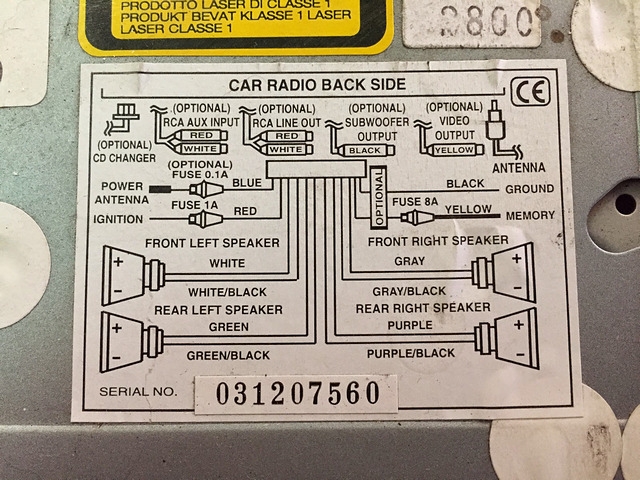 PRODOTTO LASER DI CLASSE 1
PRODUKT BEVAT KLASSE 1 LASER
LASER CLASSE 1
2800
CAR RADIO BACK SIDE
CE
(OPTIONAL)
CD CHANGER
(OPTIONAL)
RCA AUX INPUT
RED
WHITE
(OPTIONAL)
RCA LINE OUT
RED
WHITE
(OPTIONAL)
SUBWOOFER
OUTPUT
BLACK
(OPTIONAL)
VIDEO
OUTPUT
YELLOW
ANTENNA
POWER
ANTENNA
(OPTIONAL)
FUSE 0.1A
BLUE
OPTIONAL
BLACK
GROUND
IGNITION
FUSE 1A
RED
FUSE 8A
YELLOW
MEMORY
FRONT LEFT SPEAKER
FRONT RIGHT SPEAKER
+
-
WHITE
WHITE/BLACK
GRAY
GRAY/BLACK
+
-
REAR LEFT SPEAKER
REAR RIGHT SPEAKER
+
-
GREEN
GREEN/BLACK
PURPLE
PURPLE/BLACK
+
-
SERIAL NO.
031207560